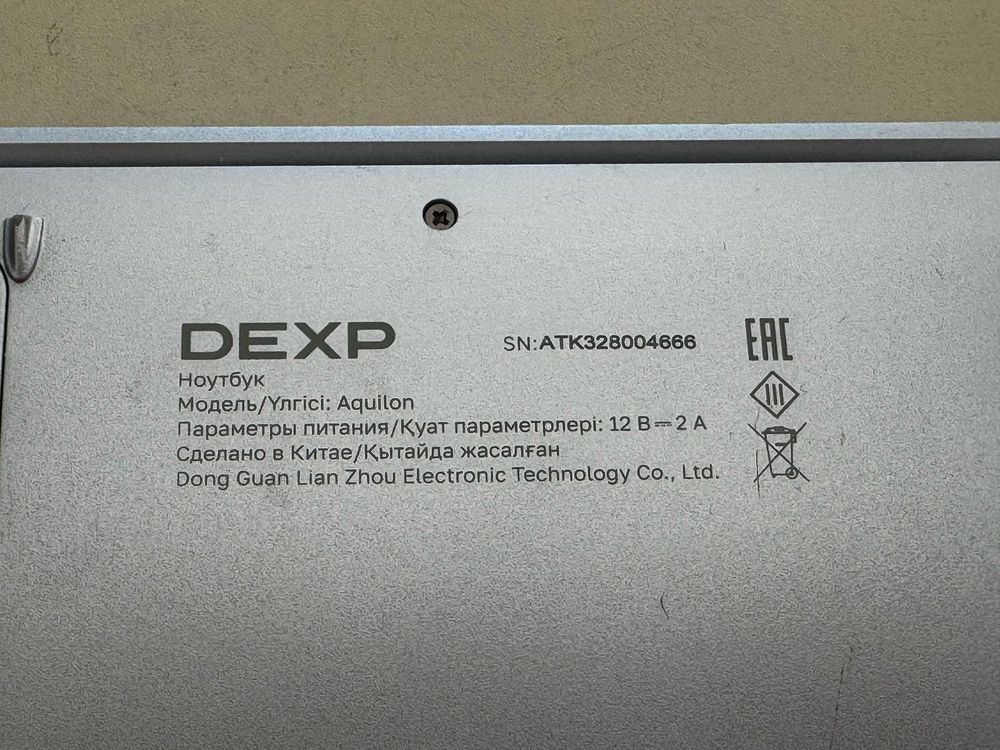 DEXP
SN:ATK328004666
EAC
Ноутбук
Модель/Үлгісі: Aquilon
Параметры питания/Қуат параметрлері: 12 В⎓2 А
Сделано в Китае/Қытайда жасалған
Dong Guan Lian Zhou Electronic Technology Co., Ltd.